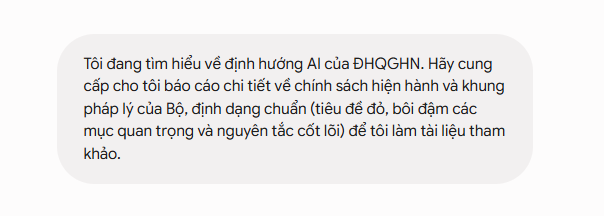 Tôi đang tìm hiểu về định hướng AI của ĐHQGHN. Hãy cung
cấp cho tôi báo cáo chi tiết về chính sách hiện hành và khung
pháp lý của Bộ, định dạng chuẩn (tiêu đề đỏ, bôi đậm các
mục quan trọng và nguyên tắc cốt lõi) để tôi làm tài liệu tham
khảo.